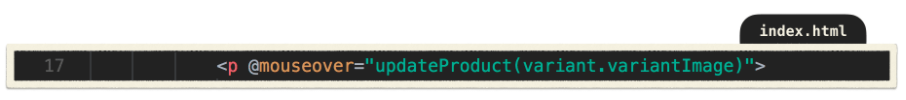 index.html
17 <p @mouseover="updateProduct(variant.variantImage)">